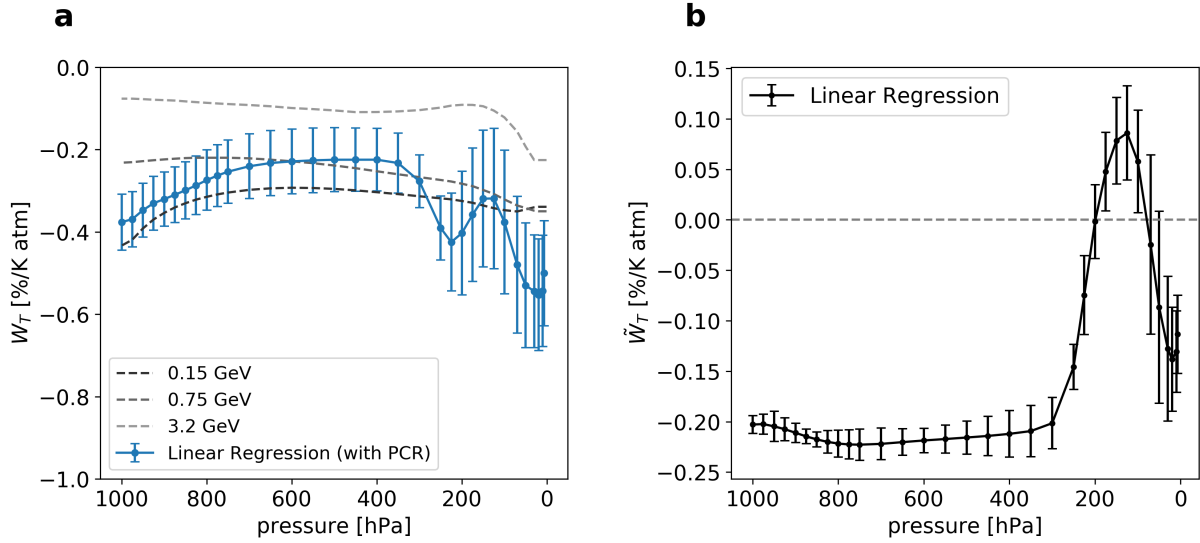 a
0.0
−0.2
−0.4
−0.6
−0.8
−1.0
W_T [%/K atm]
0.15 GeV
0.75 GeV
3.2 GeV
Linear Regression (with PCR)
1000 800 600 400 200 0
pressure [hPa]
b
0.15
0.10
0.05
0.00
−0.05
−0.10
−0.15
−0.20
−0.25
W̃_T [%/K atm]
Linear Regression
1000 800 600 400 200 0
pressure [hPa]